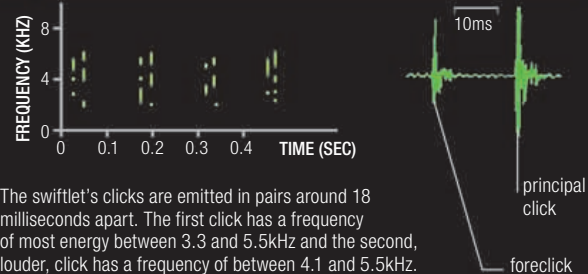 FREQUENCY (KHZ)
8
4
0
0 0.1 0.2 0.3 0.4 TIME (SEC)
10ms
principal
click
foreclick
The swiftlet's clicks are emitted in pairs around 18
milliseconds apart. The first click has a frequency
of most energy between 3.3 and 5.5kHz and the second,
louder, click has a frequency of between 4.1 and 5.5kHz.